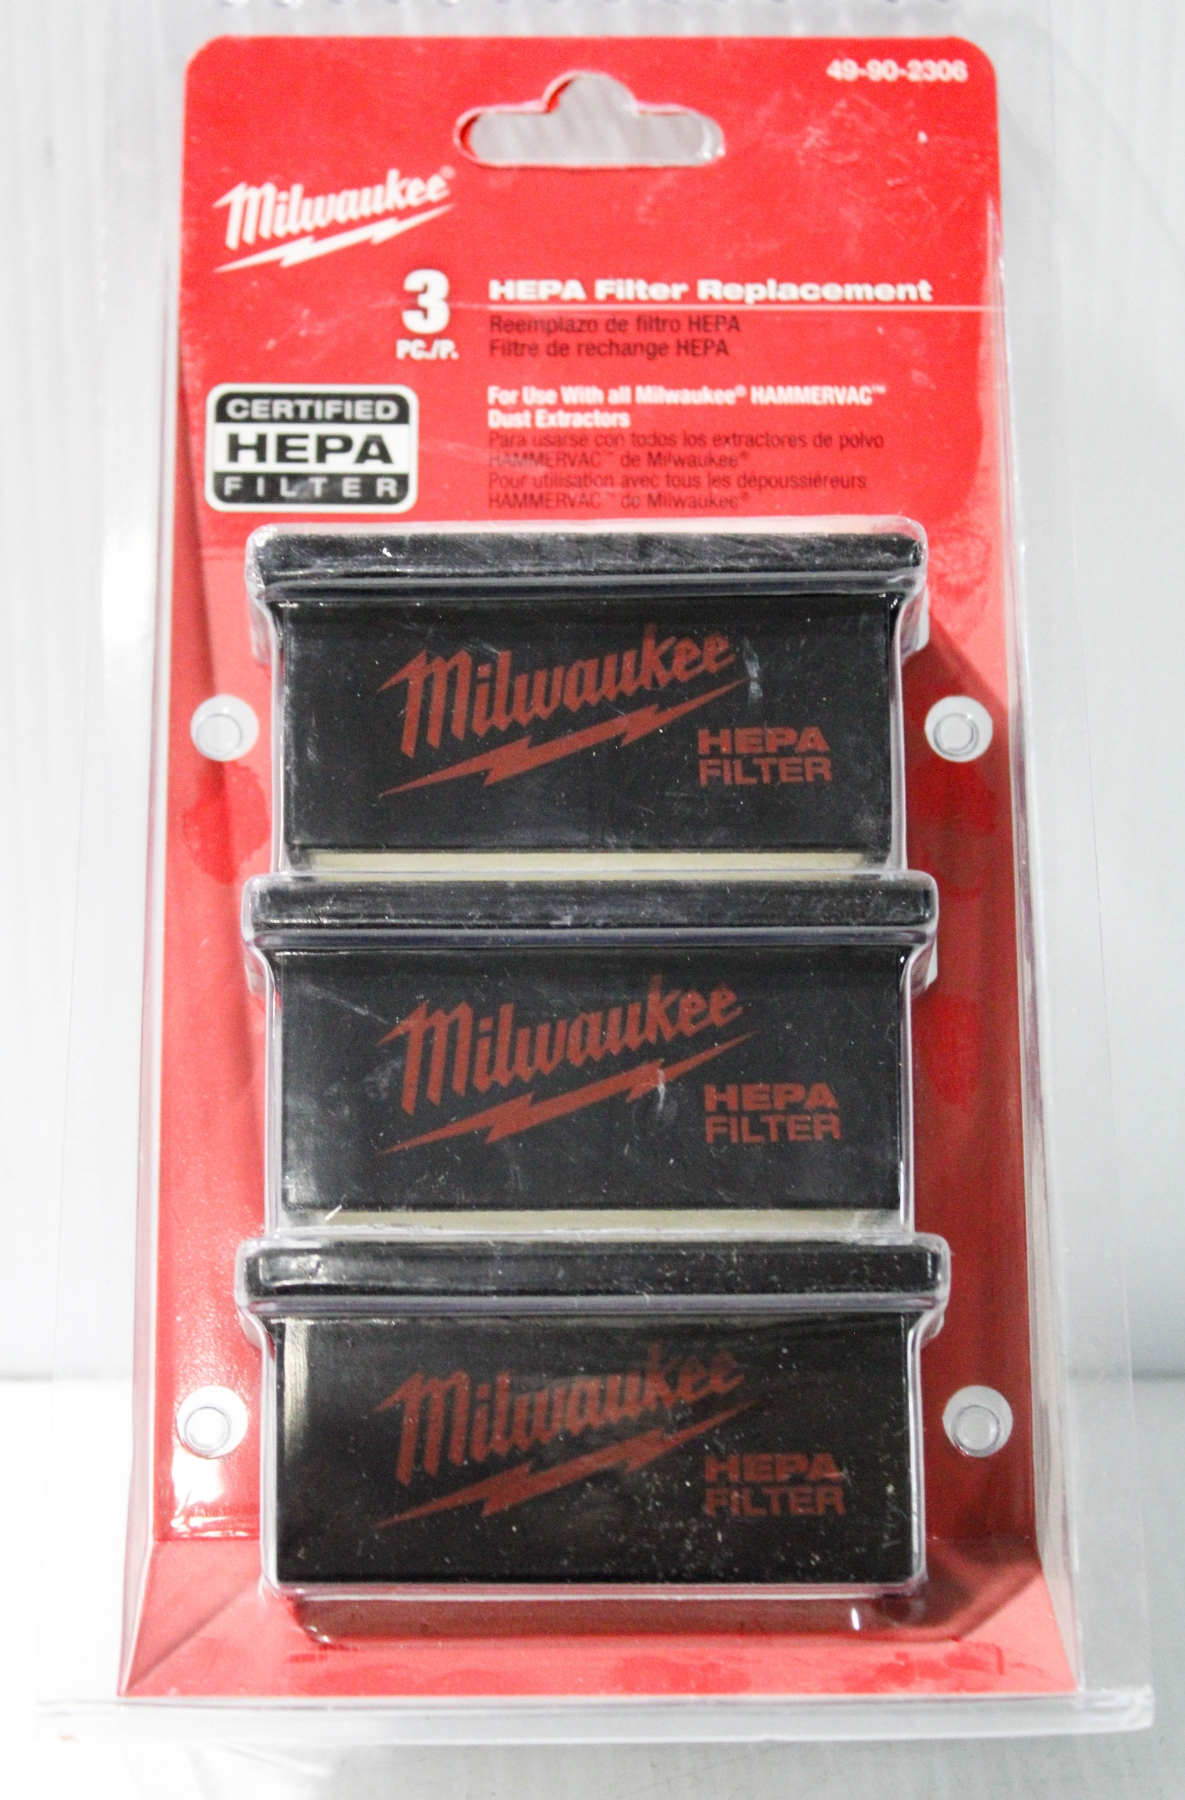 49-90-2306
Milwaukee®
3
PC./P.
HEPA Filter Replacement
Reemplazo de filtro HEPA
Filtre de rechange HEPA
CERTIFIED
HEPA
FILTER
For Use With all Milwaukee® HAMMERVAC™
Dust Extractors
Para usarse con todos los extractores de polvo
HAMMERVAC™ de Milwaukee®
Pour utilisation avec tous les dépoussiéreurs
HAMMERVAC™ de Milwaukee®
Milwaukee
HEPA
FILTER
Milwaukee
HEPA
FILTER
Milwaukee
HEPA
FILTER